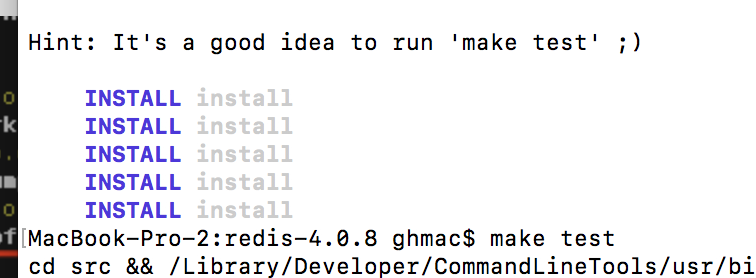 Hint: It's a good idea to run 'make test' ;)
INSTALL install
INSTALL install
INSTALL install
INSTALL install
INSTALL install
[MacBook-Pro-2:redis-4.0.8 ghmac$ make test
cd src && /Library/Developer/CommandLineTools/usr/bi